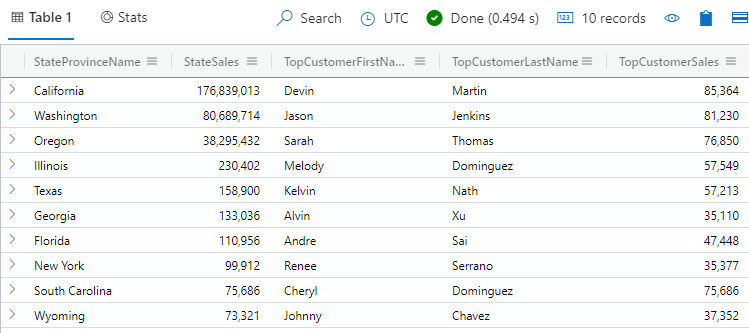 Table 1 Stats Search UTC Done (0.494 s) 123 10 records
StateProvinceName StateSales TopCustomerFirstNa... TopCustomerLastName TopCustomerSales
California 176,839,013 Devin Martin 85,364
Washington 80,689,714 Jason Jenkins 81,230
Oregon 38,295,432 Sarah Thomas 76,850
Illinois 230,402 Melody Dominguez 57,549
Texas 158,900 Kelvin Nath 57,213
Georgia 133,036 Alvin Xu 35,110
Florida 110,956 Andre Sai 47,448
New York 99,912 Renee Serrano 35,377
South Carolina 75,686 Cheryl Dominguez 75,686
Wyoming 73,321 Johnny Chavez 37,352